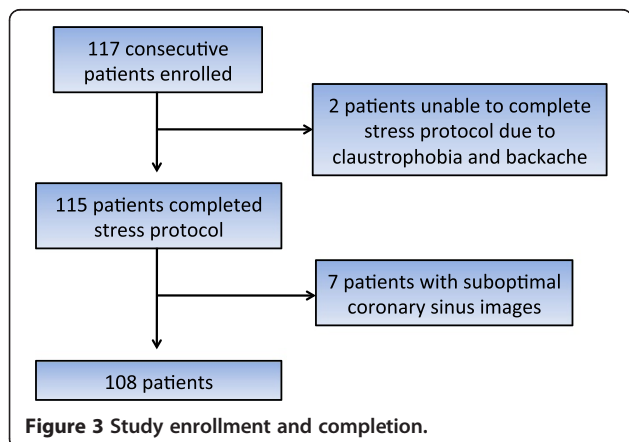 117 consecutive
patients enrolled
2 patients unable to complete
stress protocol due to
claustrophobia and backache
115 patients completed
stress protocol
7 patients with suboptimal
coronary sinus images
108 patients
Figure 3 Study enrollment and completion.